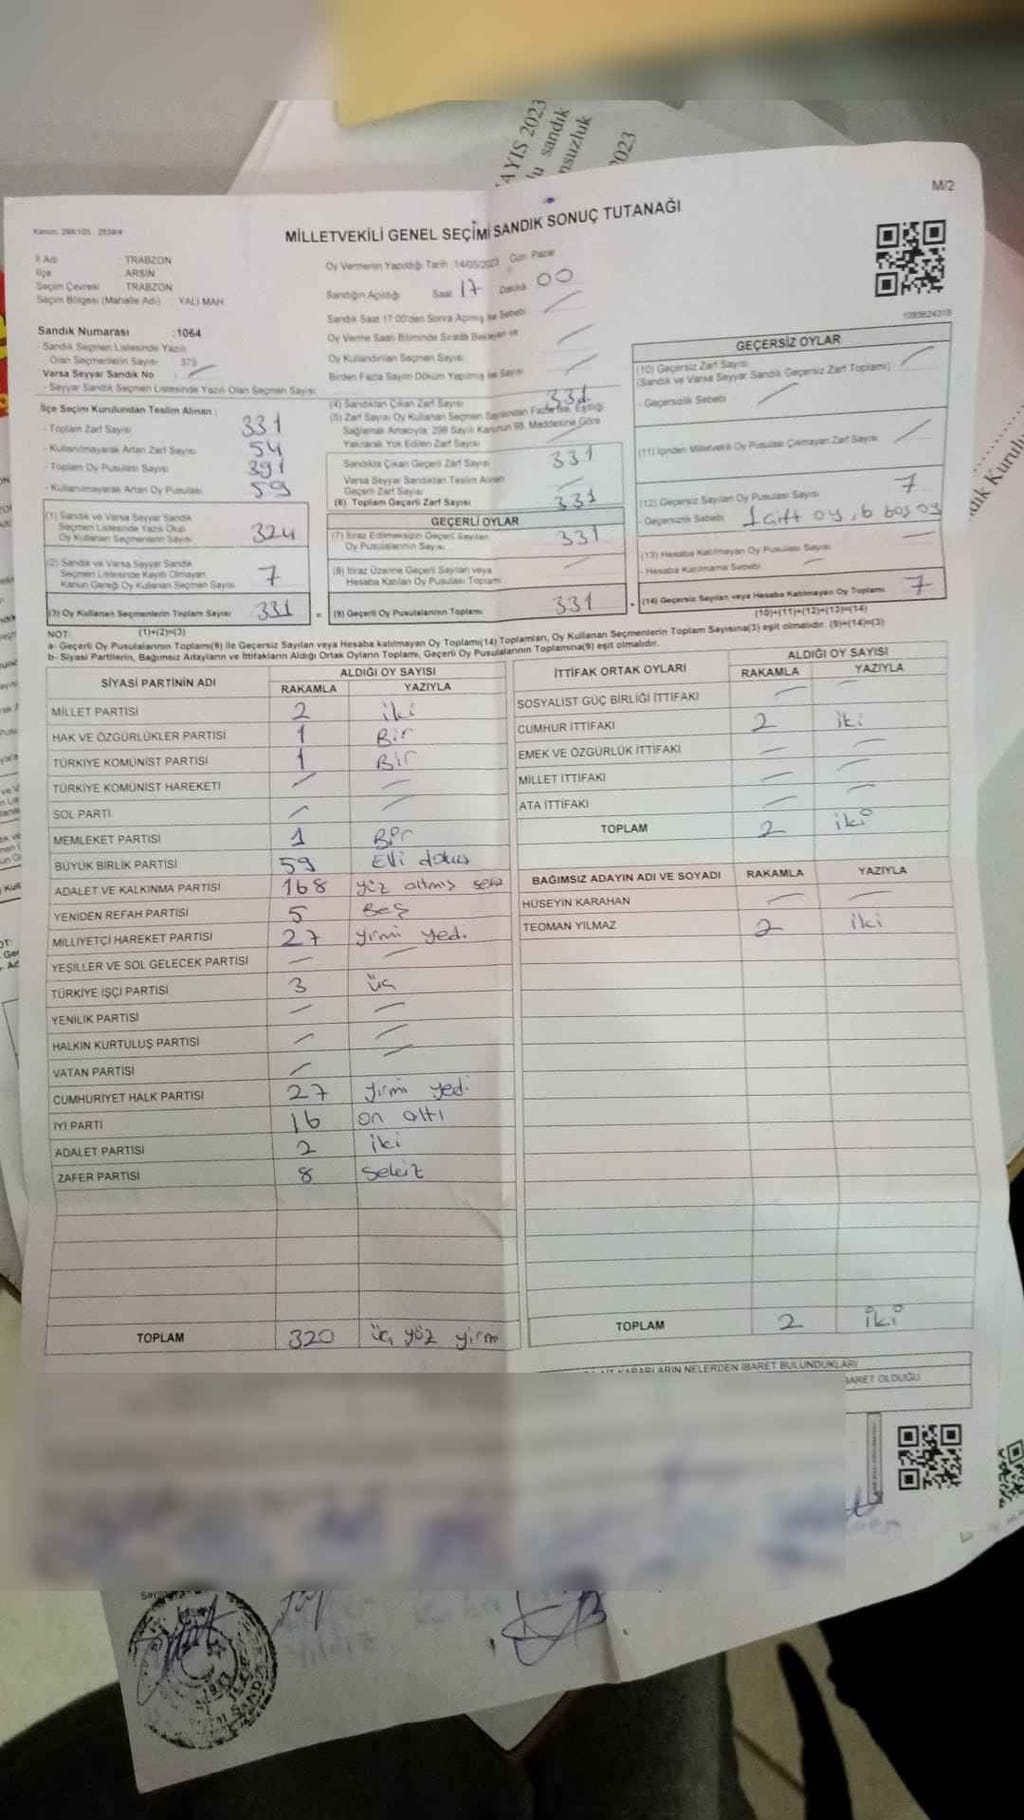 AYIS 2023
lu sandık
nsuzluk
2023
M/2
MİLLETVEKİLİ GENEL SEÇİMİ SANDIK SONUÇ TUTANAĞI
İl Adı TRABZON
İlçe ARSİN
Seçim Çevresi TRABZON
Seçim Bölgesi (Mahalle Adı) YALI MAH
Oy Vermenin Yapıldığı Tarih :14/05/2023 Gün Pazar
Sandığın Açıldığı Saat 17 Dakika 00
Sandık Saat 17:00'den Sonra Açılmış ise Sebebi
Oy Verme Saati Bitiminde Sırada Bekleyen ve
Oy Kullandırılan Seçmen Sayısı
Birden Fazla Sayım Döküm Yapılmış ise Sayısı
Sandık Numarası :1064
- Sandık Seçmen Listesinde Yazılı
Olan Seçmenlerin Sayısı 375
Varsa Seyyar Sandık No
- Seyyar Sandık Seçmen Listesinde Yazılı Olan Seçmen Sayısı
İlçe Seçim Kurulundan Teslim Alınan :
- Toplam Zarf Sayısı 331
- Kullanılmayarak Artan Zarf Sayısı 54
- Toplam Oy Pusulası Sayısı 391
- Kullanılmayarak Artan Oy Pusulası 59
(1) Sandık ve Varsa Seyyar Sandık
Seçmen Listesinde Yazılı Olup
Oy Kullanan Seçmenlerin Sayısı 324
(2) Sandık ve Varsa Seyyar Sandık
Seçmen Listesinde Kayıtlı Olmayan
Kanun Gereği Oy Kullanan Seçmen Sayısı 7
(3) Oy Kullanan Seçmenlerin Toplam Sayısı 331 =
(1)+(2)=(3)
(4) Sandıktan Çıkan Zarf Sayısı 331
(5) Zarf Sayısı Oy Kullanan Seçmen Sayısından Fazla ise, Eşitliği
Sağlamak Amacıyla, 298 Sayılı Kanunun 98. Maddesine Göre
Yakılarak Yok Edilen Zarf Sayısı
Sandıkta Çıkan Geçerli Zarf Sayısı 331
Varsa Seyyar Sandıktan Teslim Alınan
Geçerli Zarf Sayısı
(6) Toplam Geçerli Zarf Sayısı 331
GEÇERLİ OYLAR
(7) İtiraz Edilmeksizin Geçerli Sayılan
Oy Pusulalarının Sayısı 331
(8) İtiraz Üzerine Geçerli Sayılan veya
Hesaba Katılan Oy Pusulası Toplamı
(9) Geçerli Oy Pusulalarının Toplamı 331
GEÇERSİZ OYLAR
(10) Geçersiz Zarf Sayısı
(Sandık ve Varsa Seyyar Sandık Geçersiz Zarf Toplamı)
- Geçersizlik Sebebi
(11) İçinden Milletvekili Oy Pusulası Çıkmayan Zarf Sayısı
(12) Geçersiz Sayılan Oy Pusulası Sayısı 7
- Geçersizlik Sebebi 1 Çift oy, 6 boş oy
(13) Hesaba Katılmayan Oy Pusulası Sayısı
- Hesaba Katılmama Sebebi
(14) Geçersiz Sayılan veya Hesaba Katılmayan Oy Toplamı 7
(10)+(11)+(12)+(13)=(14)
NOT:
a- Geçerli Oy Pusulalarının Toplamı(9) ile Geçersiz Sayılan veya Hesaba katılmayan Oy Toplamı(14) Toplamları, Oy Kullanan Seçmenlerin Toplam Sayısına(3) eşit olmalıdır. (9)+(14)=(3)
b- Siyasi Partilerin, Bağımsız Adayların ve İttifakların Aldığı Ortak Oyların Toplamı, Geçerli Oy Pusulalarının Toplamına(9) eşit olmalıdır.
SİYASİ PARTİNİN ADI ALDIĞI OY SAYISI
RAKAMLA YAZIYLA
MİLLET PARTİSİ 2 iki
HAK VE ÖZGÜRLÜKLER PARTİSİ 1 Bir
TÜRKİYE KOMÜNİST PARTİSİ 1 Bir
TÜRKİYE KOMÜNİST HAREKETİ
SOL PARTİ
MEMLEKET PARTİSİ 1 Bir
BÜYÜK BİRLİK PARTİSİ 59 Elli dokuz
ADALET VE KALKINMA PARTİSİ 168 yüz altmış seki
YENİDEN REFAH PARTİSİ 5 Beş
MİLLİYETÇİ HAREKET PARTİSİ 27 yirmi yedi
YEŞİLLER VE SOL GELECEK PARTİSİ
TÜRKİYE İŞÇİ PARTİSİ 3 üç
YENİLİK PARTİSİ
HALKIN KURTULUŞ PARTİSİ
VATAN PARTİSİ
CUMHURİYET HALK PARTİSİ 27 yirmi yedi
İYİ PARTİ 16 on altı
ADALET PARTİSİ 2 iki
ZAFER PARTİSİ 8 sekiz
TOPLAM 320 üç yüz yirm
İTTİFAK ORTAK OYLARI ALDIĞI OY SAYISI
RAKAMLA YAZIYLA
SOSYALİST GÜÇ BİRLİĞİ İTTİFAKI
CUMHUR İTTİFAKI 2 iki
EMEK VE ÖZGÜRLÜK İTTİFAKI
MİLLET İTTİFAKI
ATA İTTİFAKI
TOPLAM 2 iki
BAĞIMSIZ ADAYIN ADI VE SOYADI RAKAMLA YAZIYLA
HÜSEYİN KARAHAN
TEOMAN YILMAZ 2 iki
TOPLAM 2 iki
KARARLARIN NELERDEN İBARET BULUNDUKLARI
BARET OLDUĞU